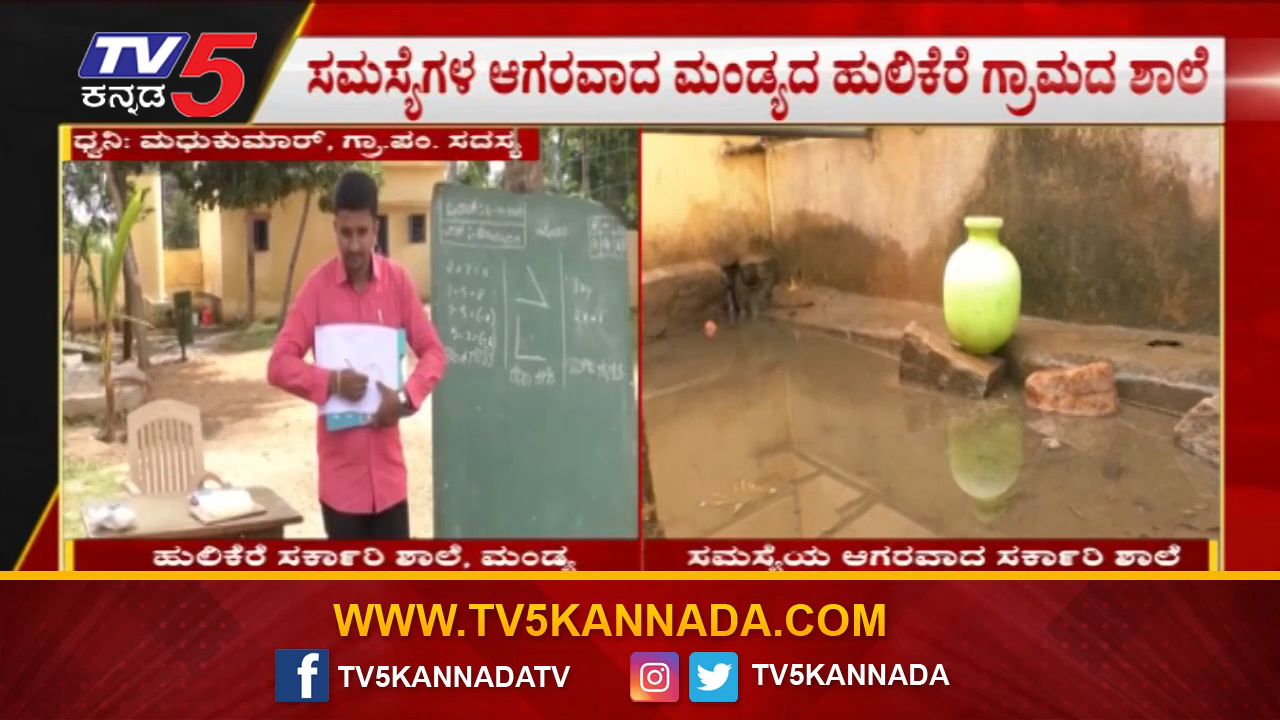 TV5
ಕನ್ನಡ
ಸಮಸ್ಯೆಗಳ ಆಗರವಾದ ಮಂಡ್ಯದ ಹುಲಿಕೆರೆ ಗ್ರಾಮದ ಶಾಲೆ
ಧ್ವನಿ: ಮಧುಕುಮಾರ್, ಗ್ರಾ.ಪಂ. ಸದಸ್ಯ
ಹುಲಿಕೆರೆ ಸರ್ಕಾರಿ ಶಾಲೆ, ಮಂಡ್ಯ
ಸಮಸ್ಯೆಯ ಆಗರವಾದ ಸರ್ಕಾರಿ ಶಾಲೆ
WWW.TV5KANNADA.COM
TV5KANNADATV
TV5KANNADA